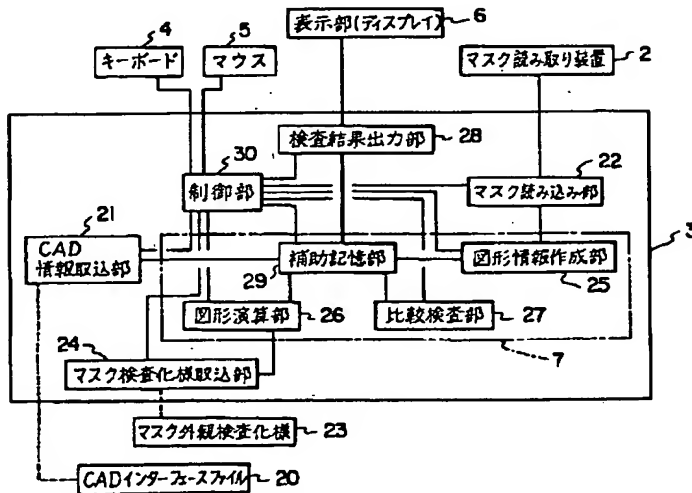 4
キーボード
5
マウス
表示部(ディスプレイ)
6
マスク読み取り装置
2
検査結果出力部
28
30
制御部
22
マスク読み込み部
3
21
CAD
情報取込部
補助記憶部
29
図形情報作成部
25
図形演算部
26
比較検査部
27
7
24
マスク検査化様取込部
マスク外観検査化様
23
CADインターフェースファイル
20